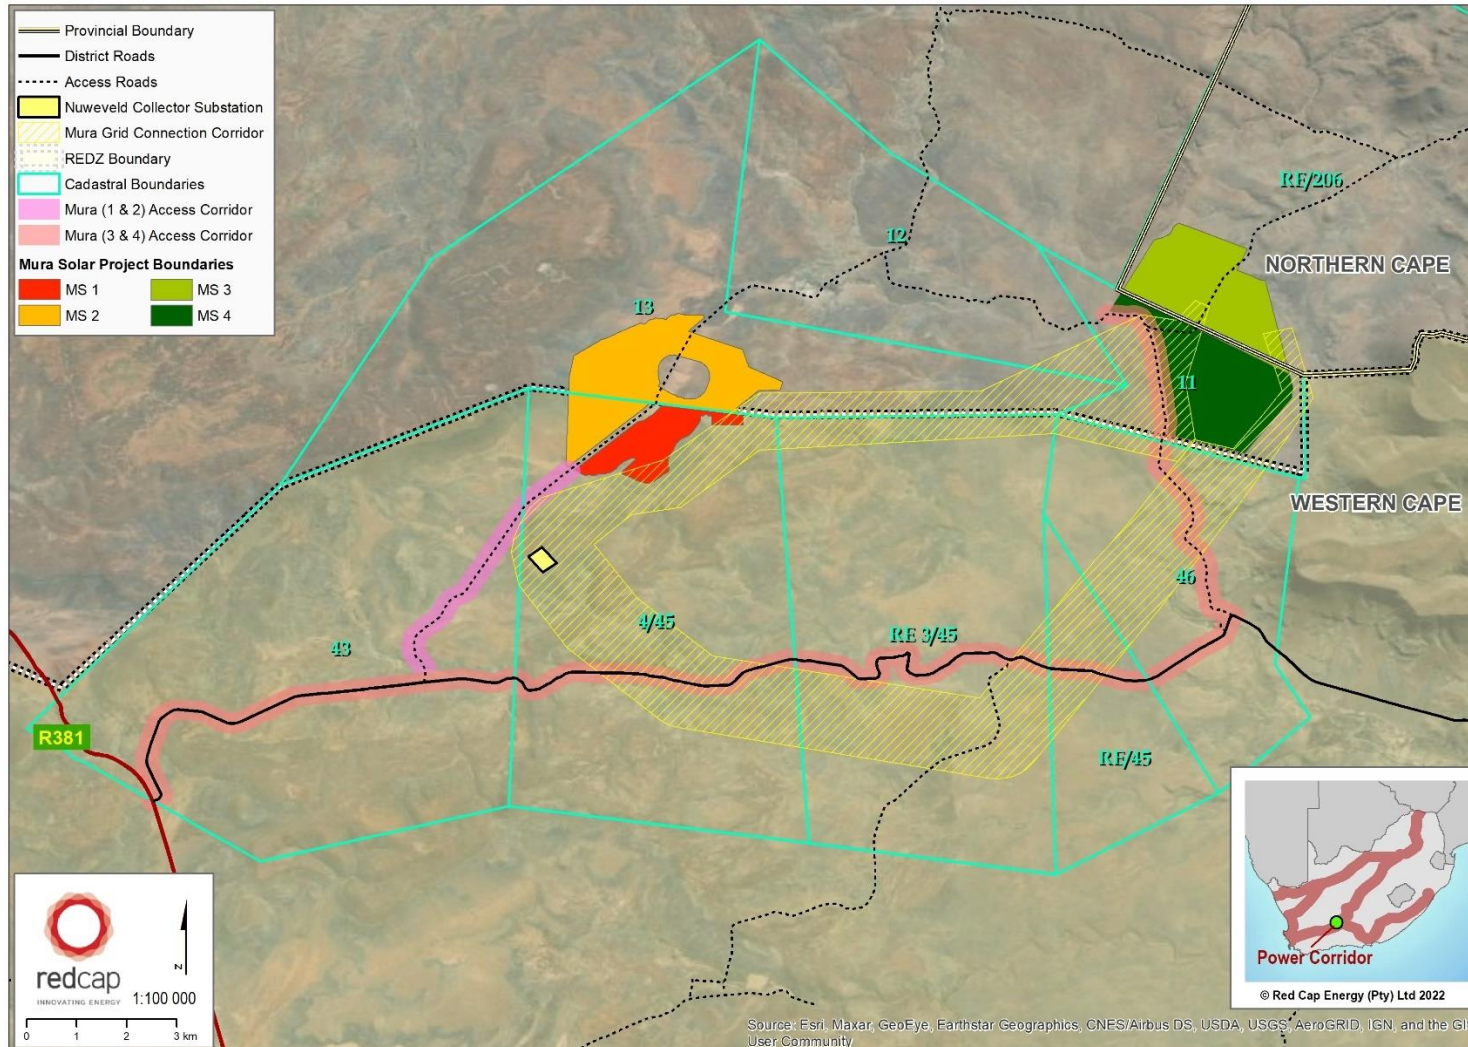 Provincial Boundary
District Roads
Access Roads
Nuweveld Collector Substation
Mura Grid Connection Corridor
REDZ Boundary
Cadastral Boundaries
Mura (1 & 2) Access Corridor
Mura (3 & 4) Access Corridor
Mura Solar Project Boundaries
MS 1
MS 3
MS 2
MS 4
RE/206
12
NORTHERN CAPE
13
11
WESTERN CAPE
46
4/45
RE 3/45
43
R381
RE/45
Power Corridor
© Red Cap Energy (Pty) Ltd 2022
redcap
INNOVATING ENERGY
z
1:100 000
0 1 2 3 km
Source: Esri, Maxar, GeoEye, Earthstar Geographics, CNES/Airbus DS, USDA, USGS, AeroGRID, IGN, and the GI
User Community